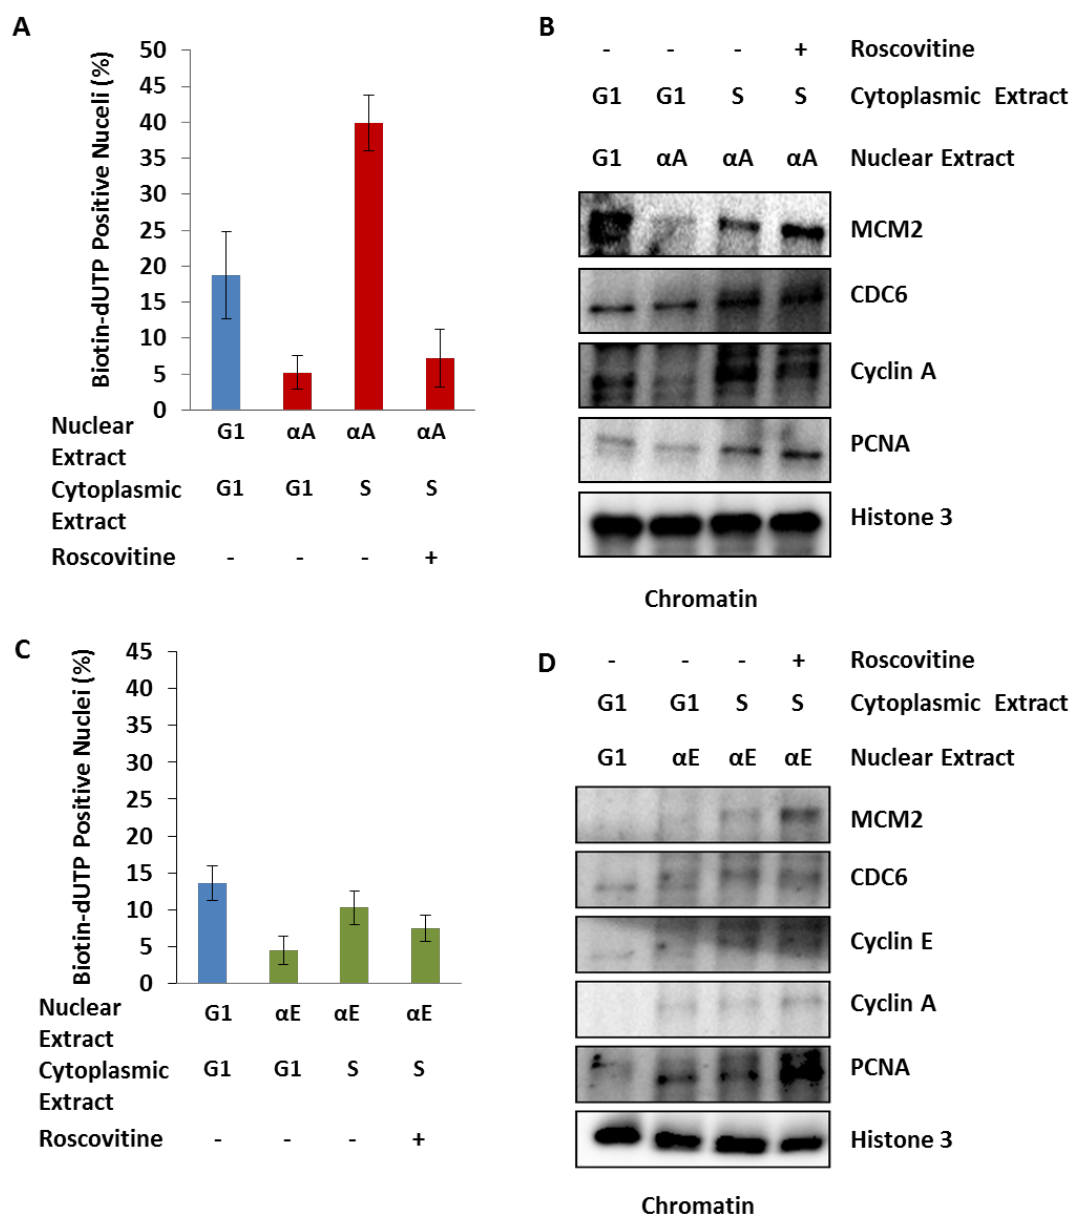 A
50
45
40
35
30
25
20
15
10
5
0
Biotin-dUTP Positive Nuceli (%)
Nuclear G1 αA αA αA
Extract
Cytoplasmic G1 G1 S S
Extract
Roscovitine - - - +
B
- - - + Roscovitine
G1 G1 S S Cytoplasmic Extract
G1 αA αA αA Nuclear Extract
MCM2
CDC6
Cyclin A
PCNA
Histone 3
Chromatin
C
45
40
35
30
25
20
15
10
5
0
Biotin-dUTP Positive Nuclei (%)
Nuclear G1 αE αE αE
Extract
Cytoplasmic G1 G1 S S
Extract
Roscovitine - - - +
D
- - - + Roscovitine
G1 G1 S S Cytoplasmic Extract
G1 αE αE αE Nuclear Extract
MCM2
CDC6
Cyclin E
Cyclin A
PCNA
Histone 3
Chromatin